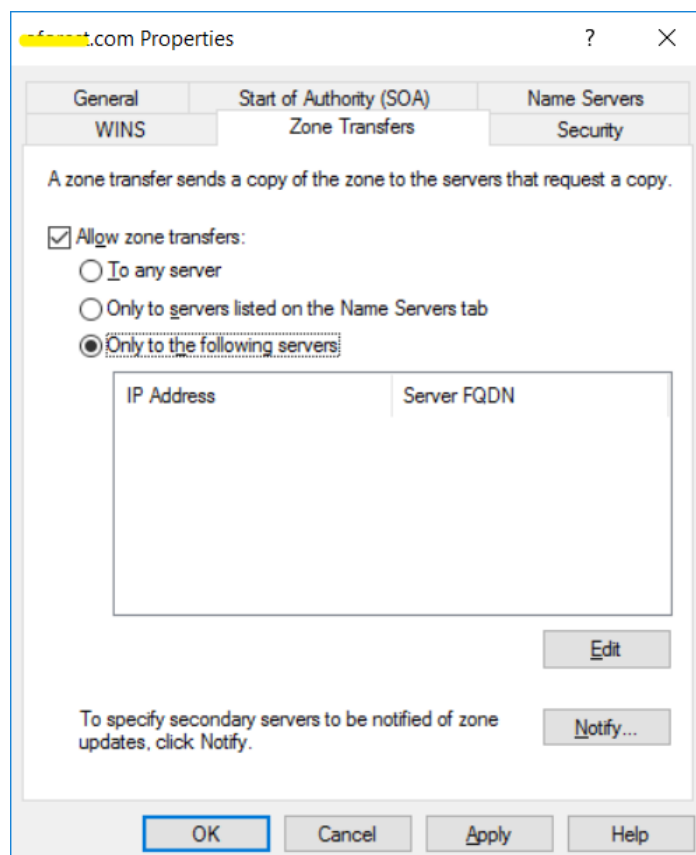 .com Properties
?
General
Start of Authority (SOA)
Name Servers
WINS
Zone Transfers
Security
A zone transfer sends a copy of the zone to the servers that request a copy.
Allow zone transfers:
To any server
Only to servers listed on the Name Servers tab
Only to the following servers
IP Address
Server FQDN
Edit
To specify secondary servers to be notified of zone
updates, click Notify.
Notify...
OK
Cancel
Apply
Help